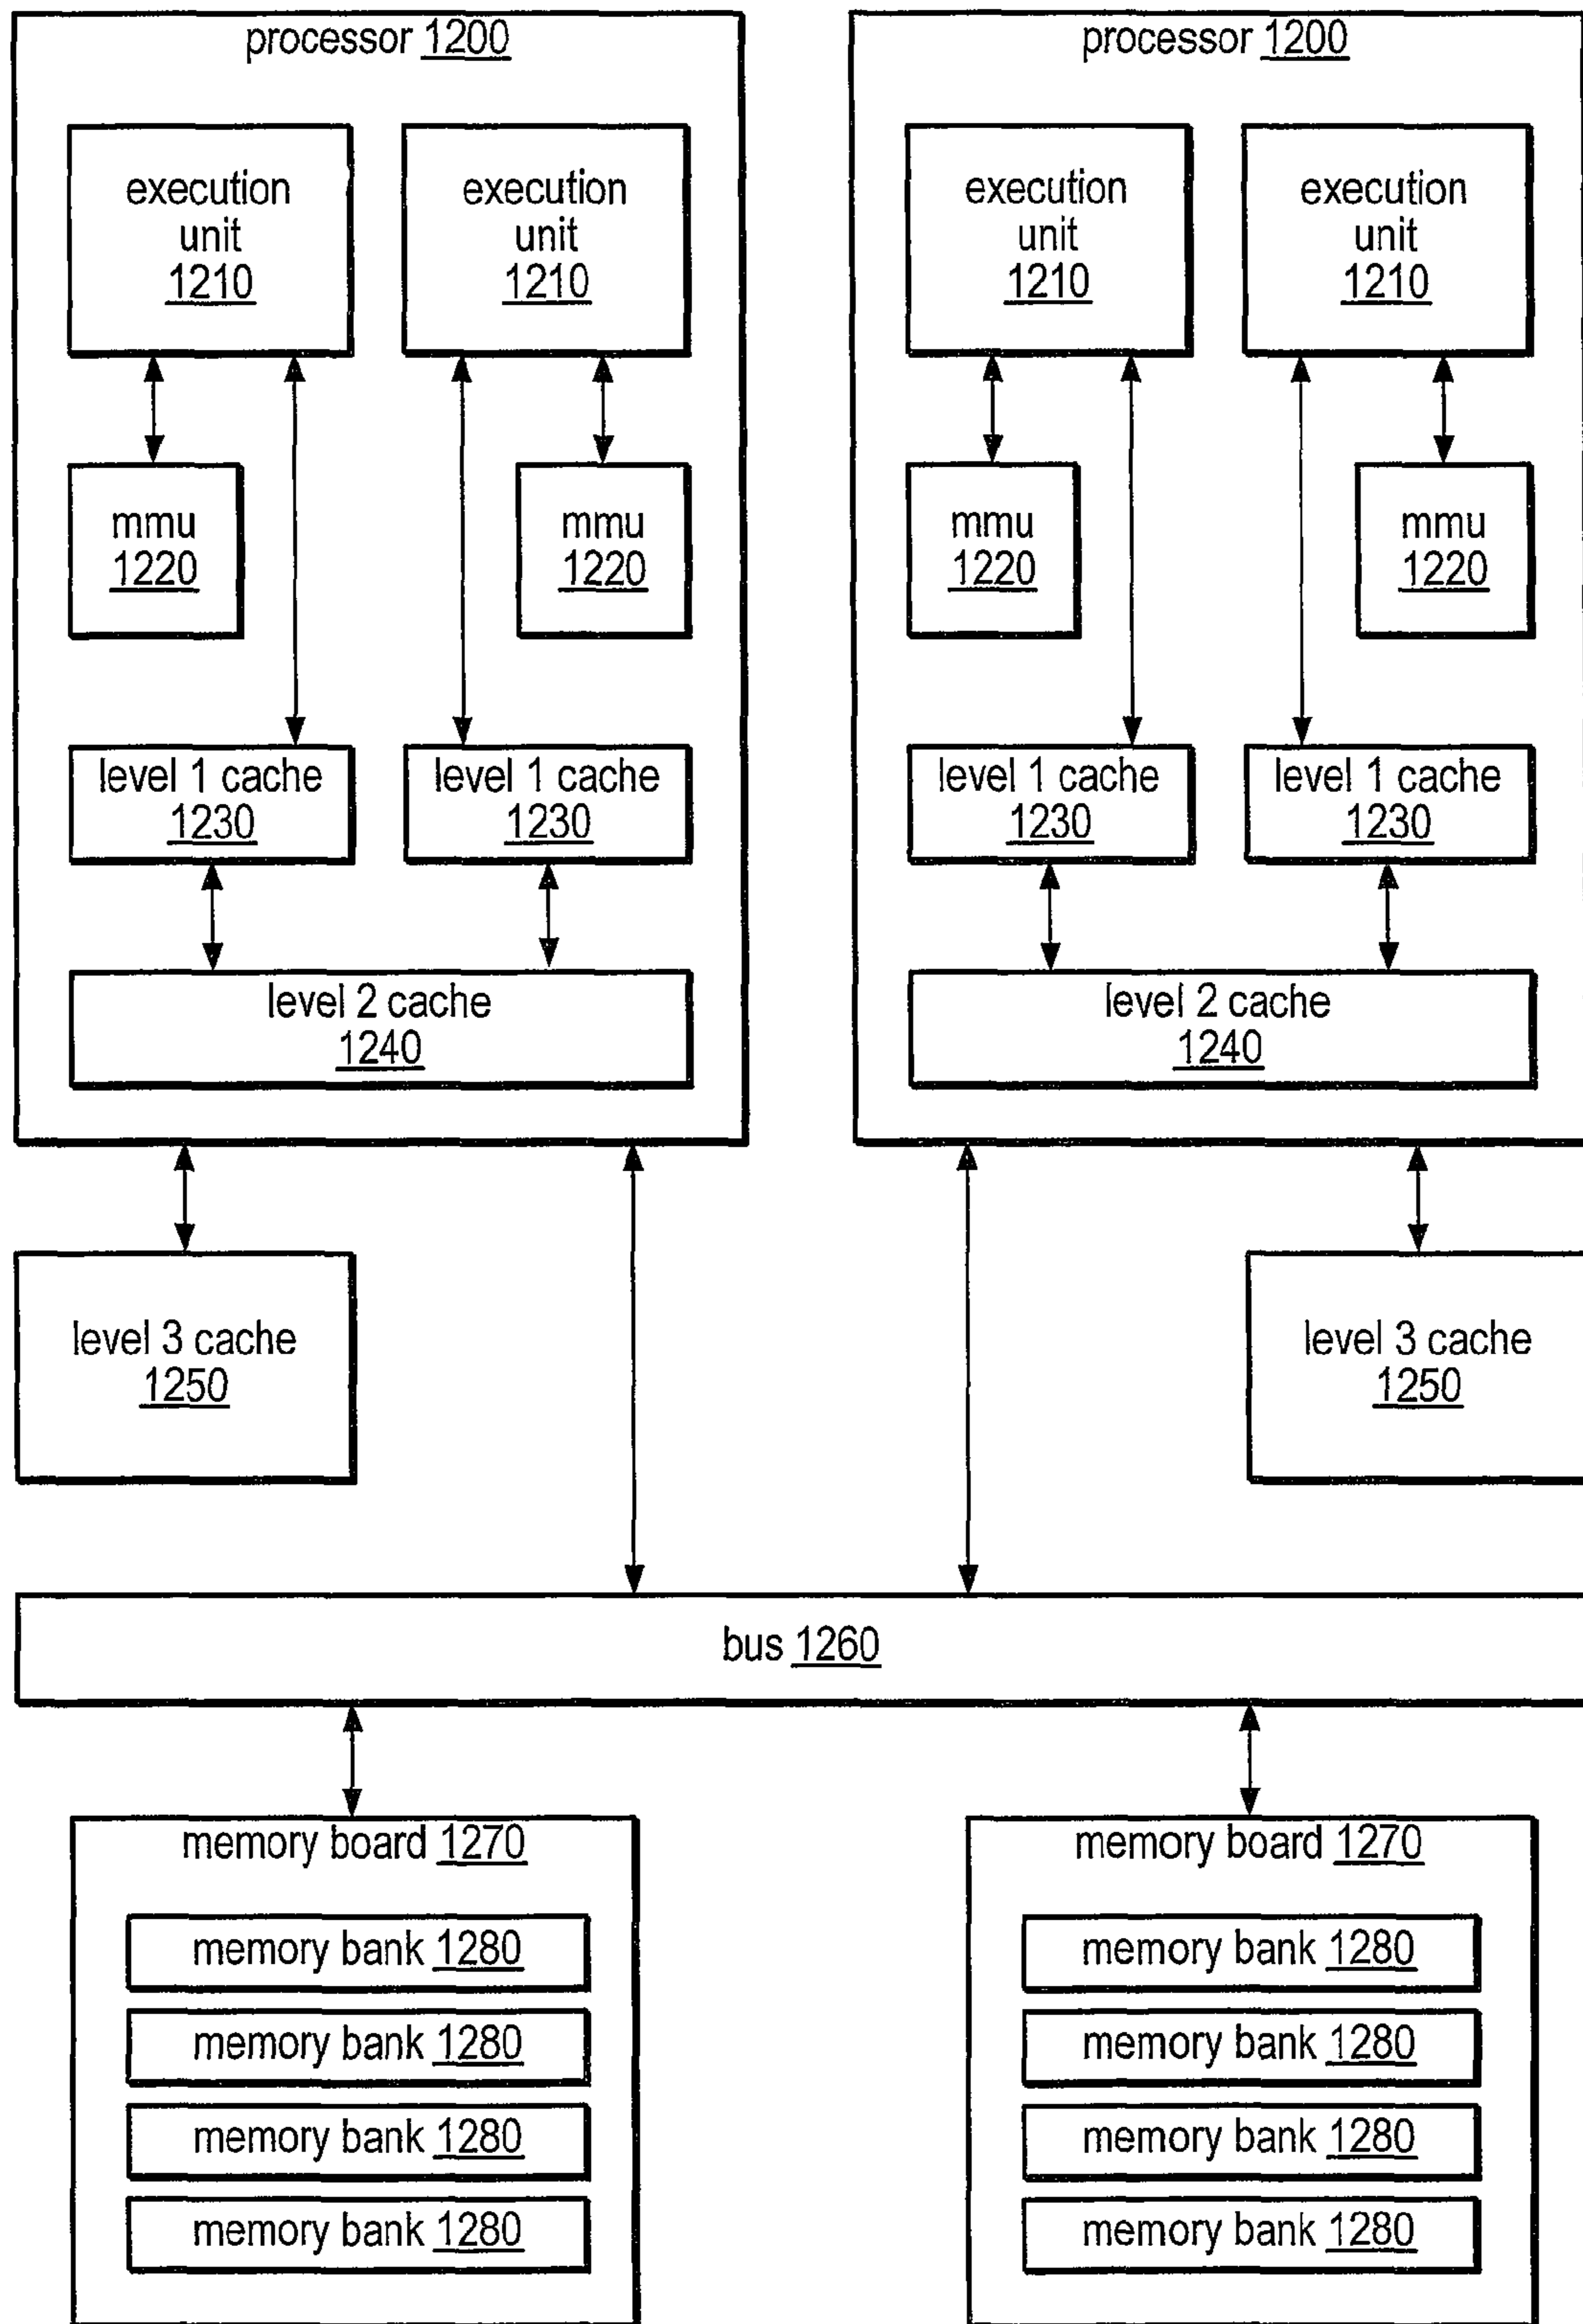 processor 1200
processor 1200
execution
unit
1210
execution
unit
1210
execution
unit
1210
execution
unit
1210
mmu
1220
mmu
1220
mmu
1220
mmu
1220
level 1 cache
1230
level 1 cache
1230
level 1 cache
1230
level 1 cache
1230
level 2 cache
1240
level 2 cache
1240
level 3 cache
1250
level 3 cache
1250
bus 1260
memory board 1270
memory bank 1280
memory bank 1280
memory bank 1280
memory bank 1280
memory board 1270
memory bank 1280
memory bank 1280
memory bank 1280
memory bank 1280